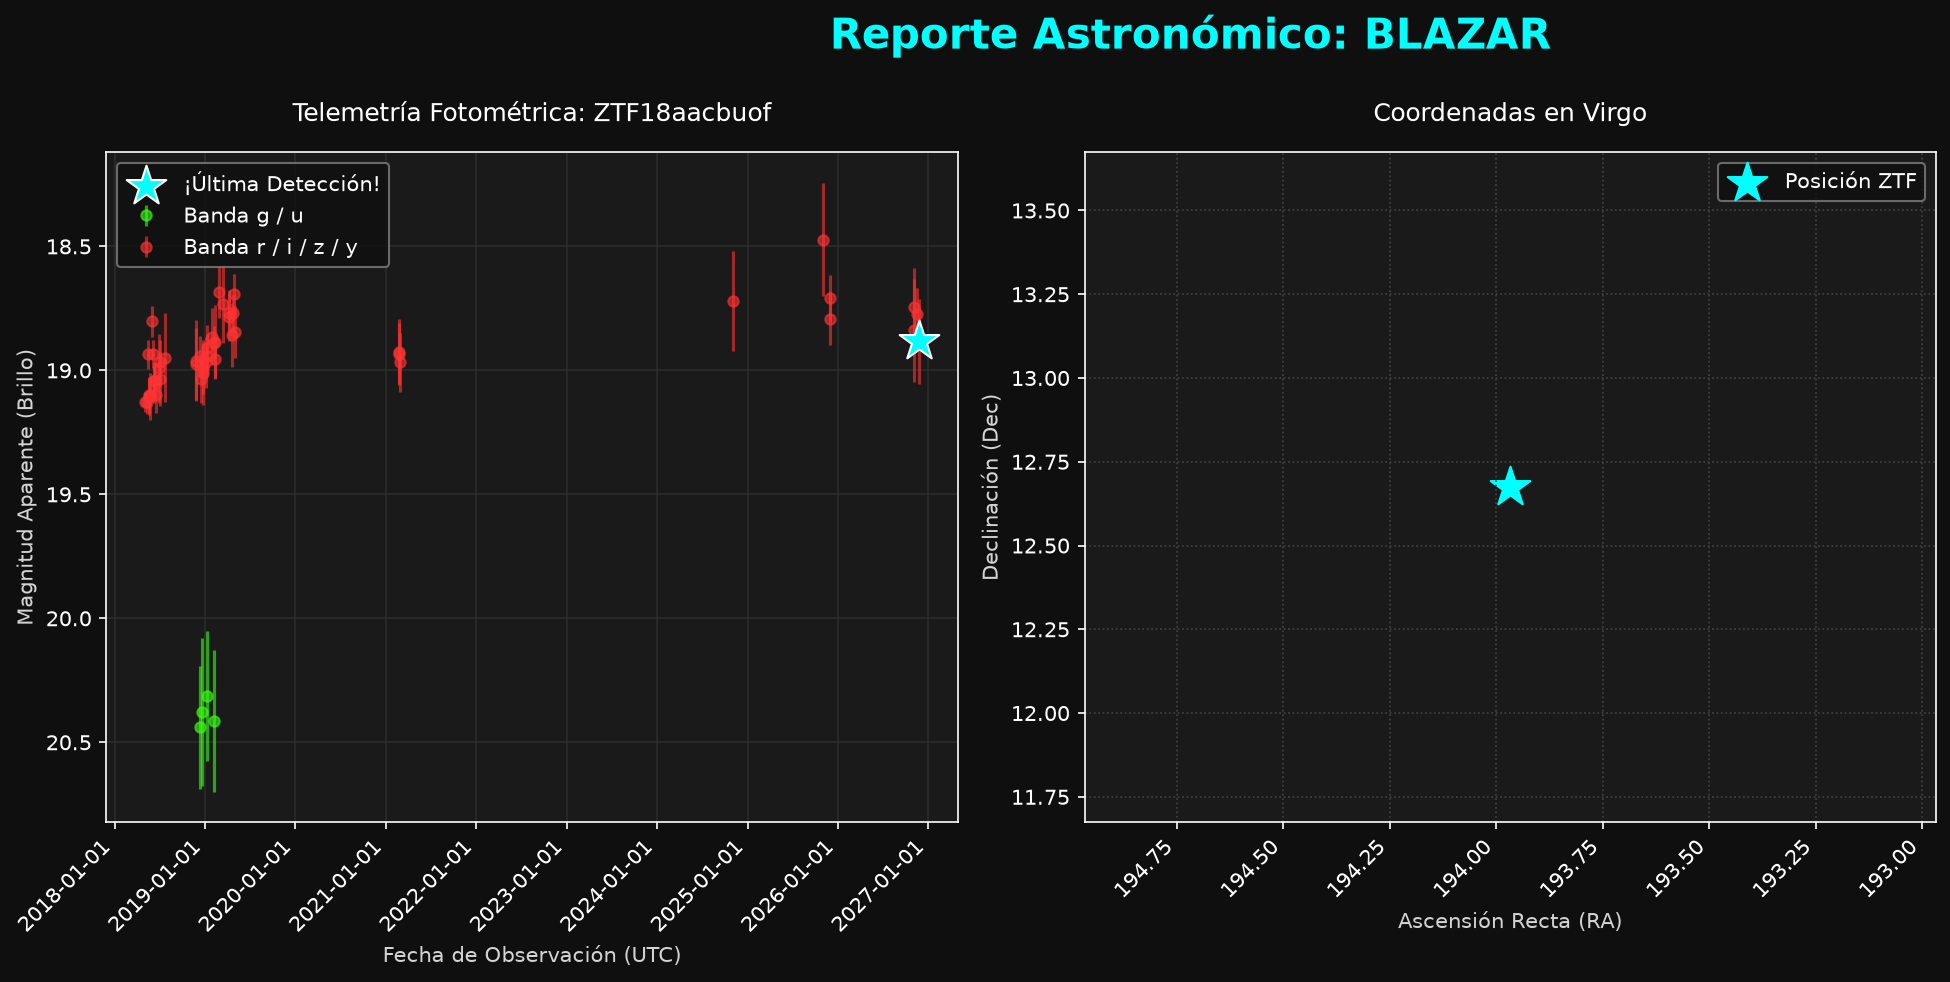 Reporte Astronómico: BLAZAR
Telemetría Fotométrica: ZTF18aacbuof
¡Última Detección!
Banda g / u
Banda r / i / z / y
Magnitud Aparente (Brillo)
18.5
19.0
19.5
20.0
20.5
2018-01-01
2019-01-01
2020-01-01
2021-01-01
2022-01-01
2023-01-01
2024-01-01
2025-01-01
2026-01-01
2027-01-01
Fecha de Observación (UTC)
Coordenadas en Virgo
Posición ZTF
Declinación (Dec)
13.50
13.25
13.00
12.75
12.50
12.25
12.00
11.75
194.75
194.50
194.25
194.00
193.75
193.50
193.25
193.00
Ascensión Recta (RA)